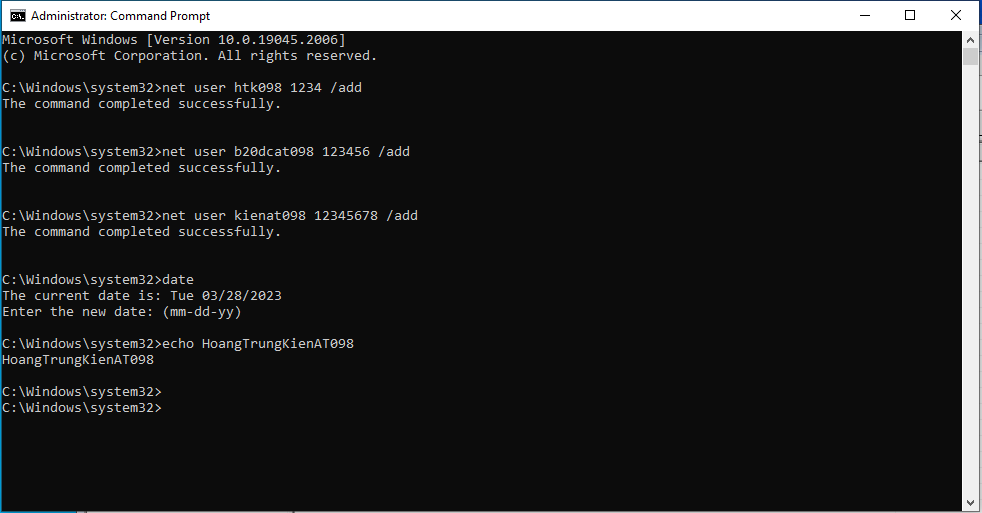 Administrator: Command Prompt
Microsoft Windows [Version 10.0.19045.2006]
(c) Microsoft Corporation. All rights reserved.
C:\Windows\system32>net user htk098 1234 /add
The command completed successfully.
C:\Windows\system32>net user b20dcat098 123456 /add
The command completed successfully.
C:\Windows\system32>net user kienat098 12345678 /add
The command completed successfully.
C:\Windows\system32>date
The current date is: Tue 03/28/2023
Enter the new date: (mm-dd-yy)
C:\Windows\system32>echo HoangTrungKienAT098
HoangTrungKienAT098
C:\Windows\system32>
C:\Windows\system32>